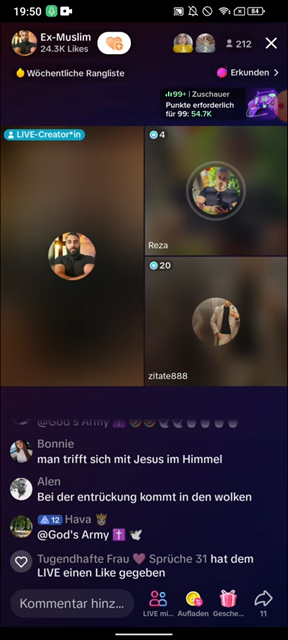 19:50
84
Ex-Muslim
24.3K Likes
212
Wöchentliche Rangliste
Erkunden >
99+ | Zuschauer
Punkte erforderlich
für 99: 54.7K
LIVE-Creator*in
4
Reza
20
zitate888
@God's Army
Bonnie
man trifft sich mit Jesus im Himmel
Alen
Bei der entrückung kommt in den wolken
12 Hava
@God's Army
Tugendhafte Frau Sprüche 31 hat dem
LIVE einen Like gegeben
Kommentar hinz...
LIVE mi... Aufladen Gesche... 11